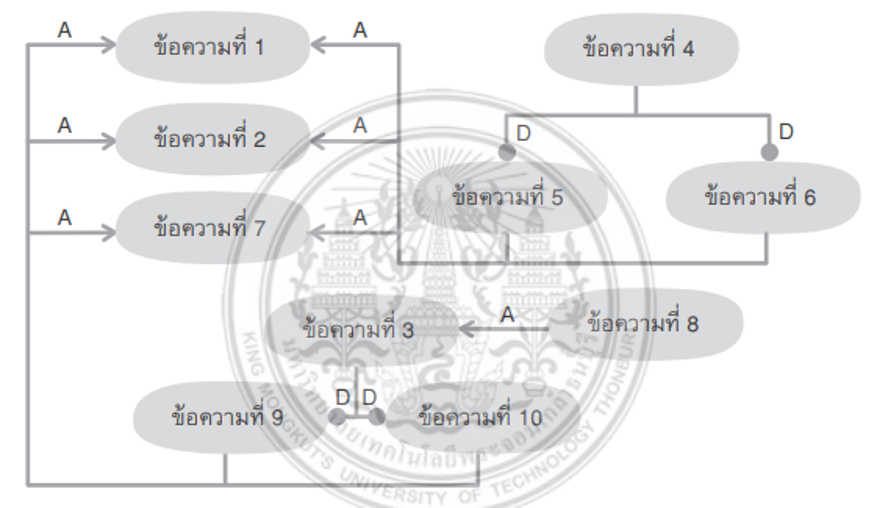 A
ข้อความที่ 1
A
ข้อความที่ 4
A
ข้อความที่ 2
A
D
D
ข้อความที่ 5
ข้อความที่ 6
A
ข้อความที่ 7
A
ข้อความที่ 3
A
ข้อความที่ 8
D D
ข้อความที่ 9
ข้อความที่ 10
มหาวิทยาลัยเทคโนโลยีพระจอมเกล้าธนบุรี
KING MONGKUT'S UNIVERSITY OF TECHNOLOGY THONBURI